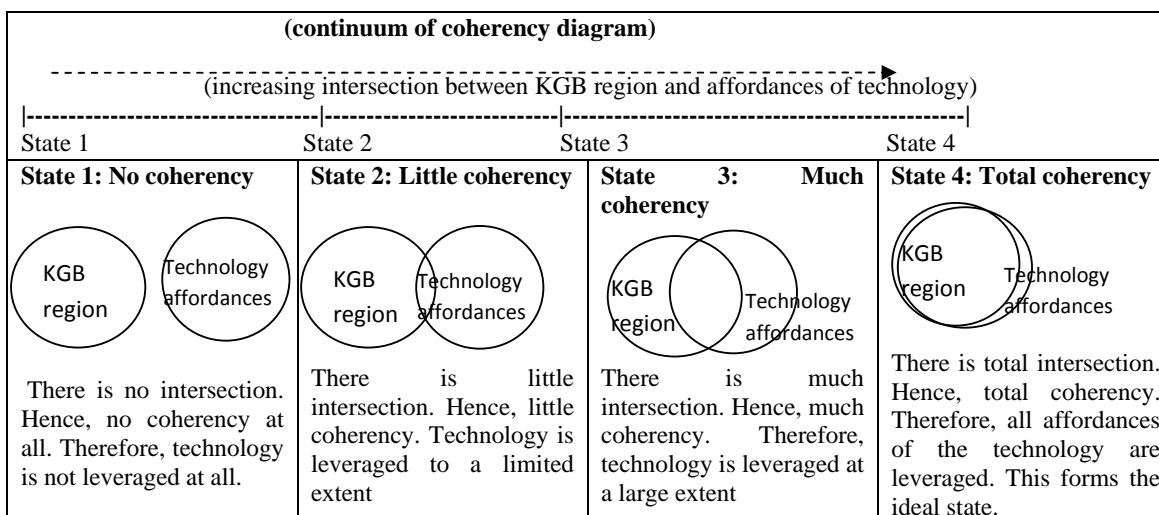 (continuum of coherency diagram)
(increasing intersection between KGB region and affordances of technology)
State 1 State 2 State 3 State 4
State 1: No coherency
KGB
region
Technology
affordances
There is no intersection.
Hence, no coherency at
all. Therefore, technology
is not leveraged at all.
State 2: Little coherency
KGB
region
Technology
affordances
There is little
intersection. Hence, little
coherency. Technology is
leveraged to a limited
extent
State 3: Much
coherency
KGB
region
Technology
affordances
There is much
intersection. Hence, much
coherency. Therefore,
technology is leveraged at
a large extent
State 4: Total coherency
KGB
region
Technology
affordances
There is total intersection.
Hence, total coherency.
Therefore, all affordances
of the technology are
leveraged. This forms the
ideal state.